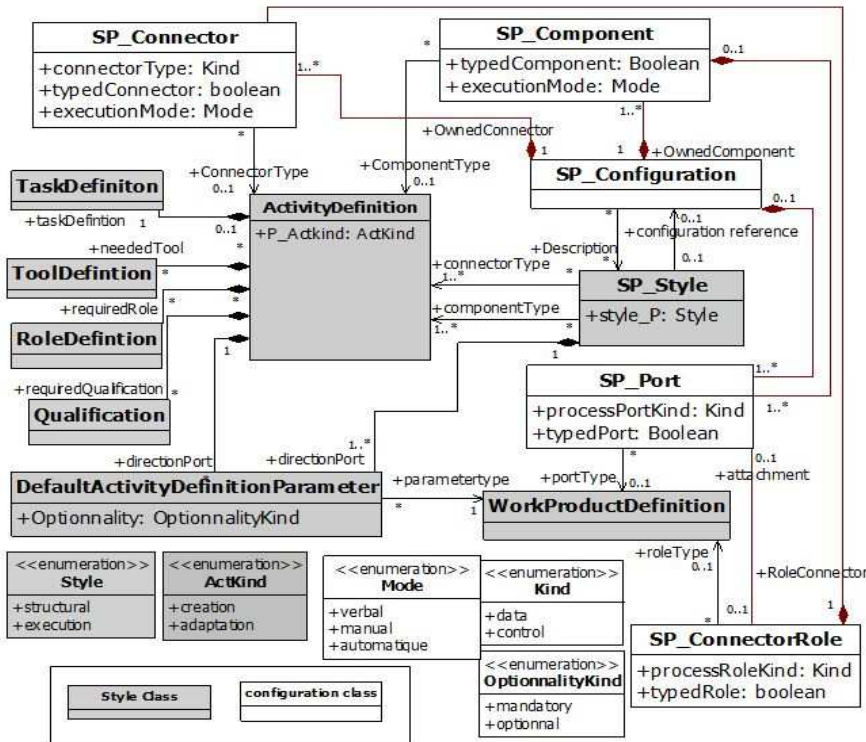 SP_Connector
+connectorType: Kind
+typedConnector: boolean
+executionMode: Mode
SP_Component
+typedComponent: Boolean
+executionMode: Mode
0..1
1..*
*
1..*
*
+OwnedConnector
+ConnectorType
0..1
+ComponentType
0..1
1
1
+OwnedComponent
TaskDefiniton
+taskDefintion
1
0..1
ActivityDefinition
+P_Actkind: ActKind
SP_Configuration
0..1
*
0..1
+configuration reference
+Description
*
0..1
+neededTool
*
*
ToolDefintion
+requiredRole
*
*
RoleDefintion
*
+requiredQualification
*
Qualification
+connectorType
1..*
*
+componentType
1..*
*
SP_Style
+style_P: Style
1
1
SP_Port
+processPortKind: Kind
+typedPort: Boolean
1..*
1..*
1..*
+directionPort
*
+directionPort
DefaultActivityDefinitionParameter
+Optionnality: OptionnalityKind
+parametertype
*
1
*
+portType
0..1
0..1
+attachment
WorkProductDefinition
+roleType
0..1
*
0..1
+RoleConnector
1
<<enumeration>>
Style
+structural
+execution
<<enumeration>>
ActKind
+creation
+adaptation
<<enumeration>>
Mode
+verbal
+manual
+automatique
<<enumeration>>
Kind
+data
+control
<<enumeration>>
OptionnalityKind
+mandatory
+optionnal
SP_ConnectorRole
+processRoleKind: Kind
+typedRole: boolean
Style Class
configuration class